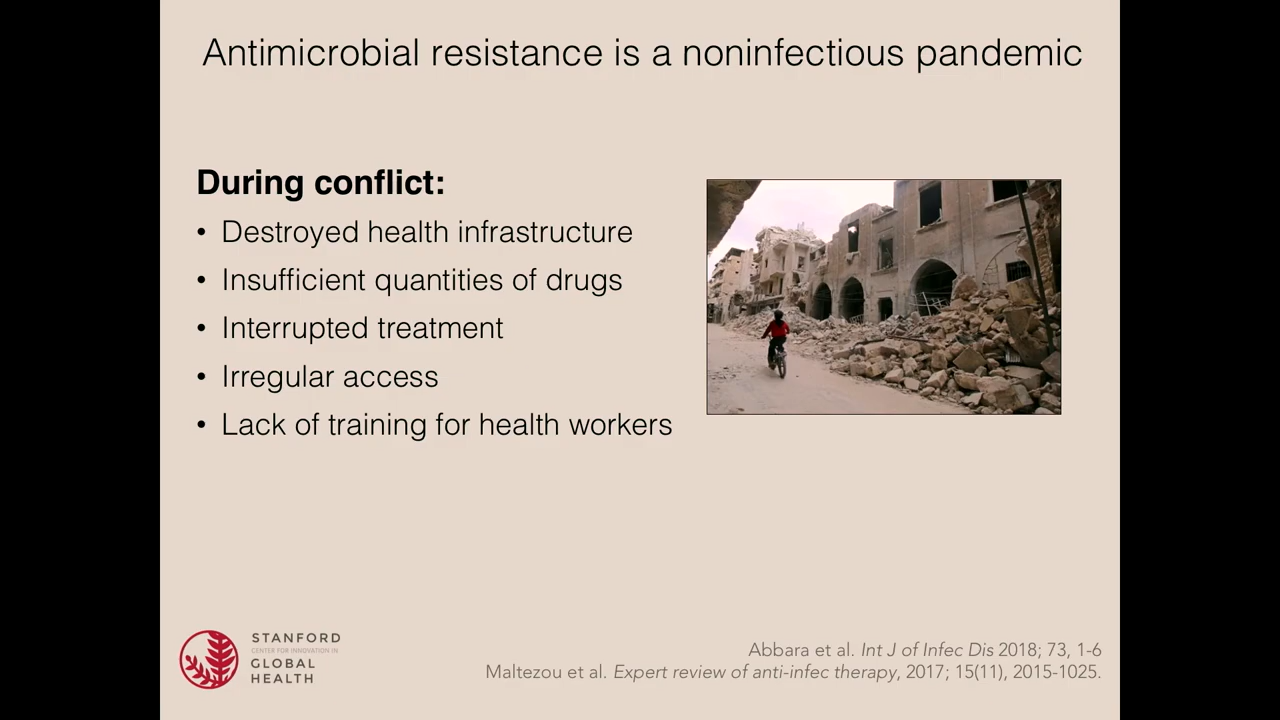 Antimicrobial resistance is a noninfectious pandemic
During conflict:
• Destroyed health infrastructure
• Insufficient quantities of drugs
• Interrupted treatment
• Irregular access
• Lack of training for health workers
STANFORD
CENTER FOR INNOVATION IN
GLOBAL
HEALTH
Abbara et al. Int J of Infec Dis 2018; 73, 1-6
Maltezou et al. Expert review of anti-infec therapy, 2017; 15(11), 2015-1025.